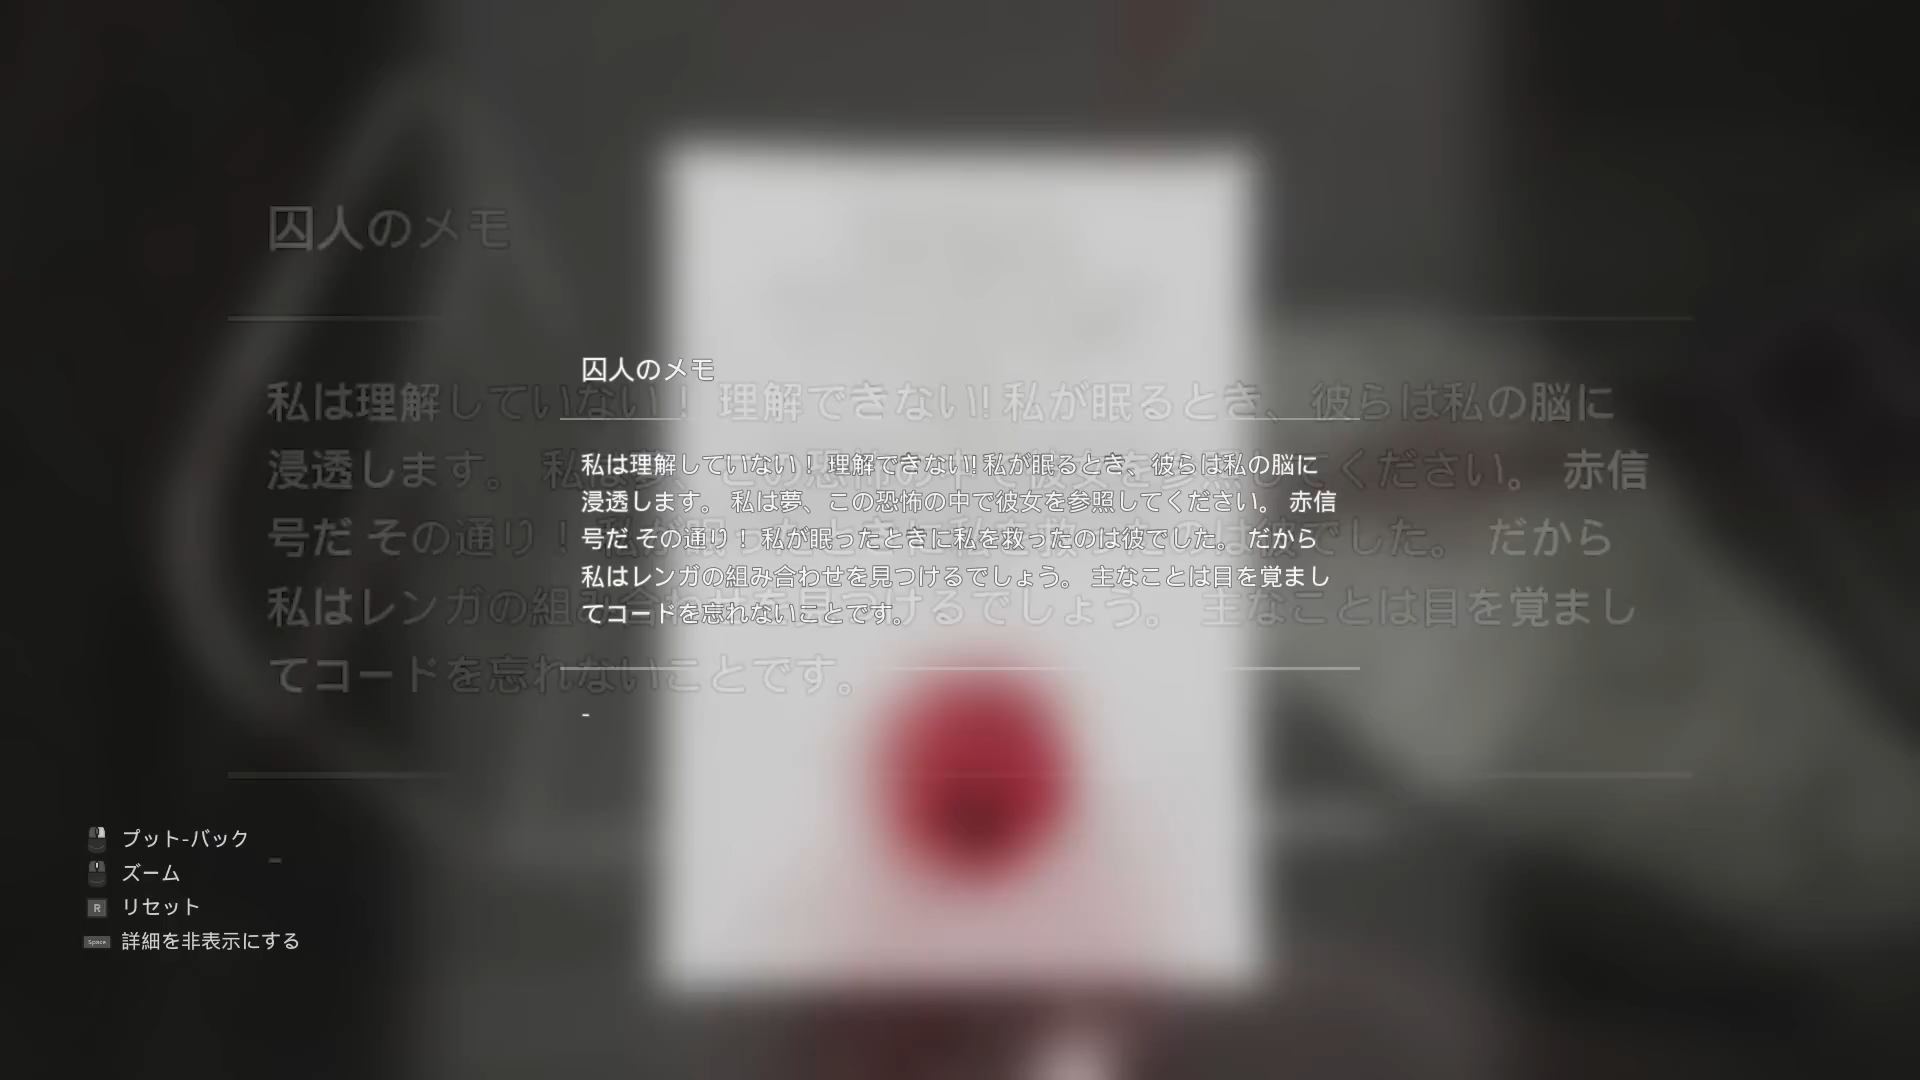 囚人のメモ
私は理解していない！ 理解できない! 私が眠るとき、彼らは私の脳に
浸透します。 私は夢、この恐怖の中で彼女を参照してください。 赤信
号だ その通り！ 私が眠ったときに私を救ったのは彼でした。 だから
私はレンガの組み合わせを見つけるでしょう。 主なことは目を覚まし
てコードを忘れないことです。
-
プット-バック
ズーム
R リセット
Space 詳細を非表示にする